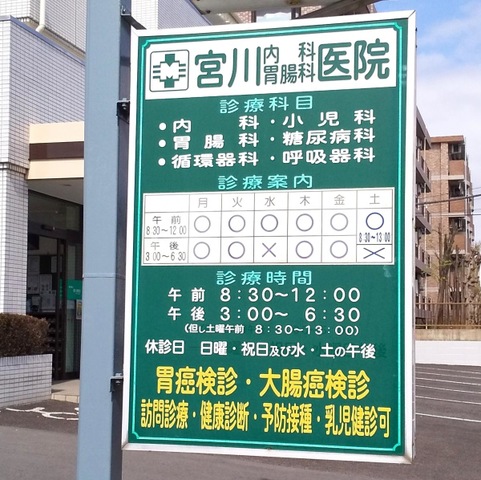 宮川内科胃腸科医院
診療科目
●内科・小児科
●胃腸科・糖尿病科
●循環器科・呼吸器科
診療案内
月 火 水 木 金 土
午前 8:30~12:00 ○ ○ ○ ○ ○ ○ 8:30~13:00
午後 3:00~6:30 ○ ○ × ○ ○ ×
診療時間
午前 8:30~12:00
午後 3:00~ 6:30
(但し土曜午前 8:30~13:00)
休診日 日曜・祝日及び水・土の午後
胃癌検診・大腸癌検診
訪問診療・健康診断・予防接種・乳児健診可